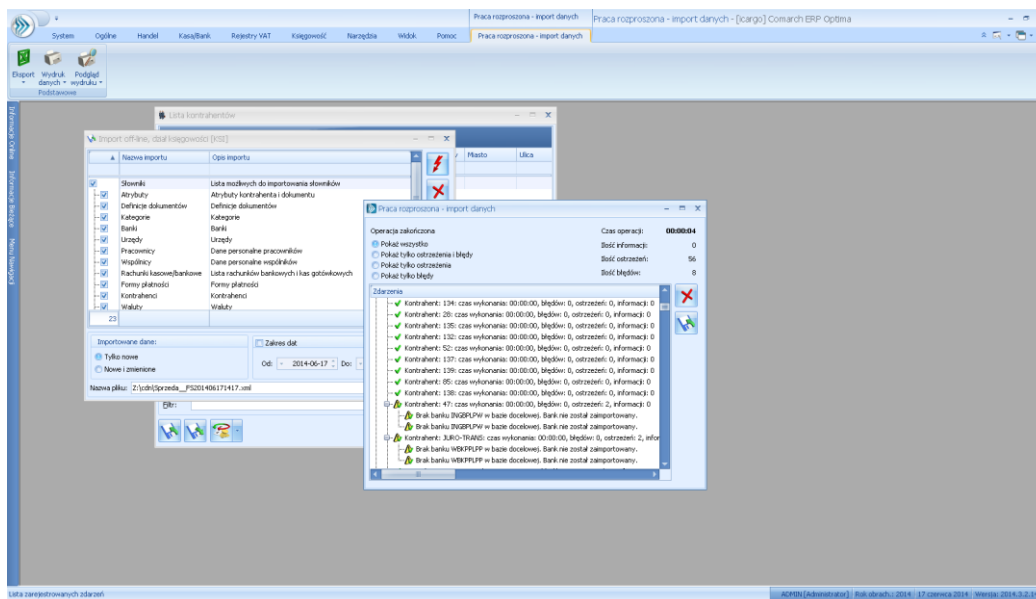 Praca rozproszona - import danych
Praca rozproszona - import danych - [icargo] Comarch ERP Optima
System Ogólne Handel Kasa/Bank Rejestry VAT Księgowość Narzędzia Widok Pomoc Praca rozproszona - import danych
Eksport Wydruk danych Podgląd wydruku
Podstawowe
Informacje Online
Informacje Bieżące
Menu Nawigacji
Lista kontrahentów
Miasto Ulica
Filtr:
Import off-line, dział księgowości [KSI]
Nazwa importu Opis importu
Słowniki Lista możliwych do importowania słowników
Atrybuty Atrybuty kontrahenta i dokumentu
Definicje dokumentów Definicje dokumentów
Kategorie Kategorie
Banki Banki
Urzędy Urzędy
Pracownicy Dane personalne pracowników
Wspólnicy Dane personalne wspólników
Rachunki kasowe/bankowe Lista rachunków bankowych i kas gotówkowych
Formy płatności Formy płatności
Kontrahenci Kontrahenci
Waluty Waluty
23
Importowane dane:
Tylko nowe
Nowe i zmienione
Zakres dat
Od: 2014-06-17 Do:
Nazwa pliku: Z:\cdn\Sprzeda__FS201406171417.xml
Praca rozproszona - import danych
Operacja zakończona Czas operacji: 00:00:04
Pokaż wszystko Ilość informacji: 0
Pokaż tylko ostrzeżenia i błędy
Pokaż tylko ostrzeżenia Ilość ostrzeżeń: 56
Pokaż tylko błędy Ilość błędów: 8
Zdarzenia
Kontrahent: 134: czas wykonania: 00:00:00, błędów: 0, ostrzeżeń: 0, informacji: 0
Kontrahent: 28: czas wykonania: 00:00:00, błędów: 0, ostrzeżeń: 0, informacji: 0
Kontrahent: 135: czas wykonania: 00:00:00, błędów: 0, ostrzeżeń: 0, informacji: 0
Kontrahent: 132: czas wykonania: 00:00:00, błędów: 0, ostrzeżeń: 0, informacji: 0
Kontrahent: 52: czas wykonania: 00:00:00, błędów: 0, ostrzeżeń: 0, informacji: 0
Kontrahent: 137: czas wykonania: 00:00:00, błędów: 0, ostrzeżeń: 0, informacji: 0
Kontrahent: 139: czas wykonania: 00:00:00, błędów: 0, ostrzeżeń: 0, informacji: 0
Kontrahent: 85: czas wykonania: 00:00:00, błędów: 0, ostrzeżeń: 0, informacji: 0
Kontrahent: 138: czas wykonania: 00:00:00, błędów: 0, ostrzeżeń: 0, informacji: 0
Kontrahent: 47: czas wykonania: 00:00:00, błędów: 0, ostrzeżeń: 2, informacji: 0
Brak banku INGBPLPW w bazie docelowej. Bank nie został zaimportowany.
Brak banku INGBPLPW w bazie docelowej. Bank nie został zaimportowany.
Kontrahent: JURO-TRANS: czas wykonania: 00:00:00, błędów: 0, ostrzeżeń: 2, infor
Brak banku WBKPPLPP w bazie docelowej. Bank nie został zaimportowany.
Brak banku WBKPPLPP w bazie docelowej. Bank nie został zaimportowany.
Lista zarejestrowanych zdarzeń
ADMIN [Administrator] Rok obrach.: 2014 17 czerwca 2014 Wersja: 2014.3.2